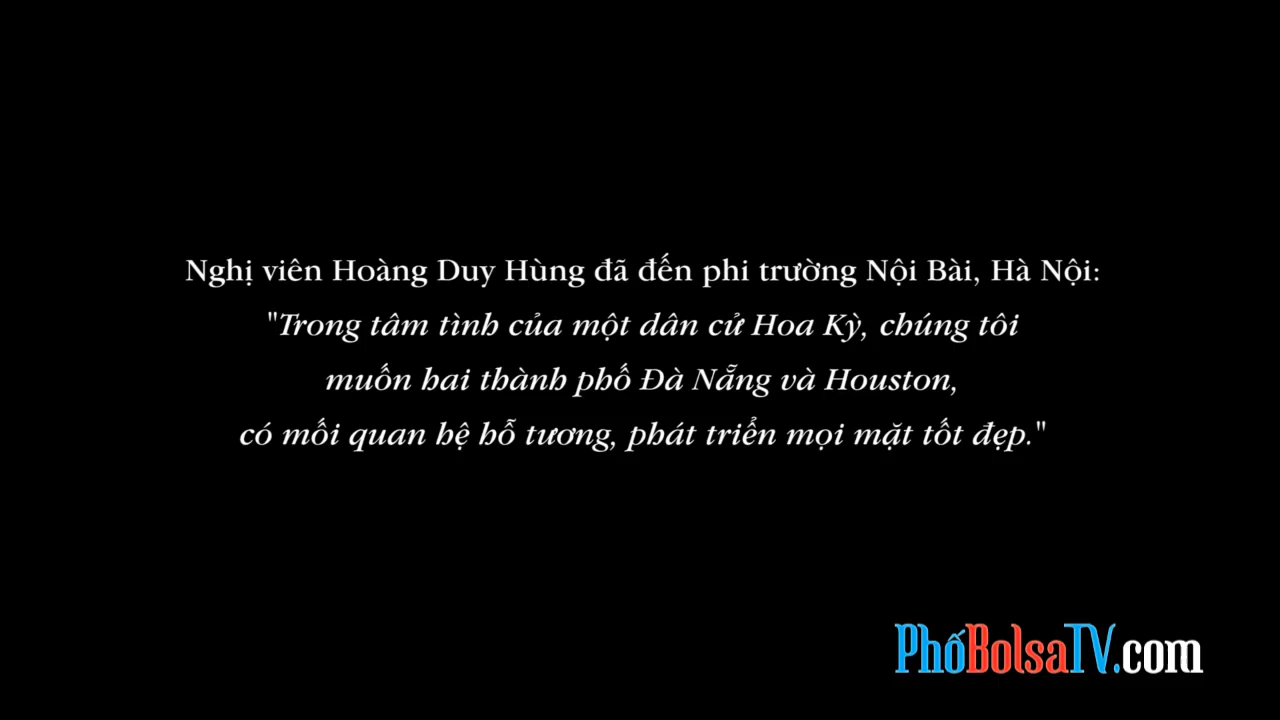 Nghị viên Hoàng Duy Hùng đã đến phi trường Nội Bài, Hà Nội:
"Trong tâm tình của một dân cử Hoa Kỳ, chúng tôi
muốn hai thành phố Đà Nẵng và Houston,
có mối quan hệ hỗ tương, phát triển mọi mặt tốt đẹp."
PhốBolsaTV.com